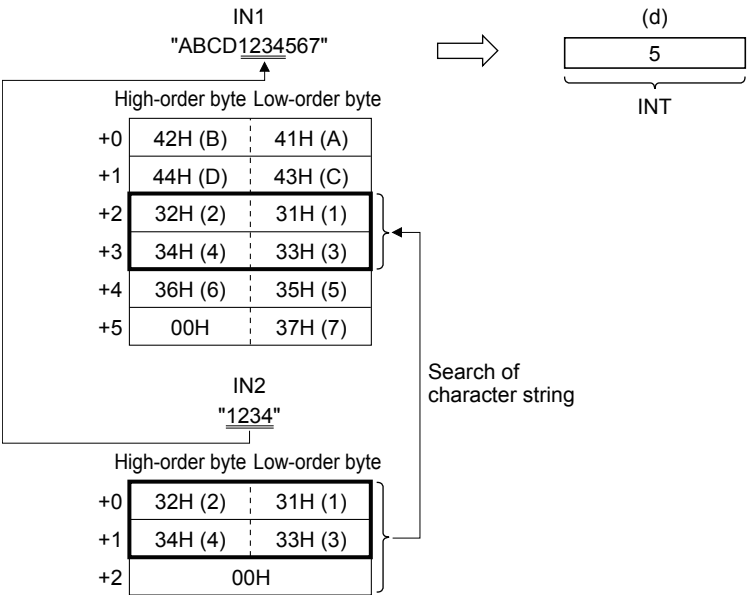 IN1 (d)
"ABCD1234567" 5
INT
High-order byte Low-order byte
+0 42H (B) 41H (A)
+1 44H (D) 43H (C)
+2 32H (2) 31H (1)
+3 34H (4) 33H (3)
+4 36H (6) 35H (5)
+5 00H 37H (7)
Search of
character string
IN2
"1234"
High-order byte Low-order byte
+0 32H (2) 31H (1)
+1 34H (4) 33H (3)
+2 00H